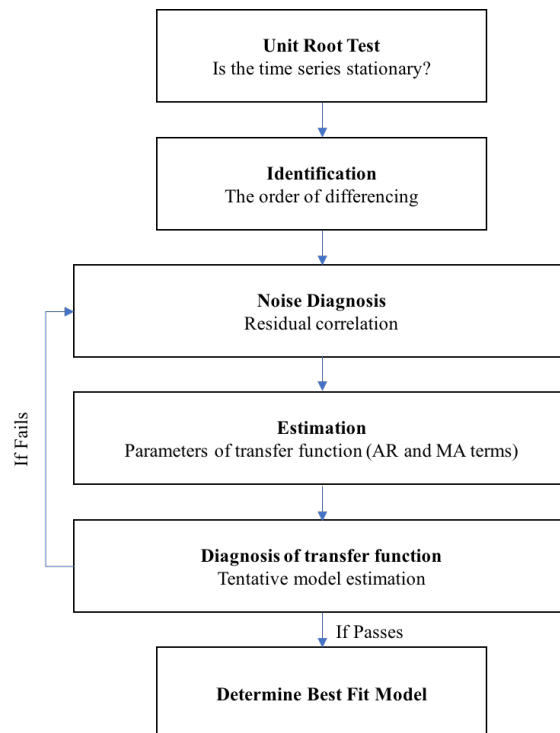 Unit Root Test
Is the time series stationary?
Identification
The order of differencing
Noise Diagnosis
Residual correlation
Estimation
Parameters of transfer function (AR and MA terms)
If Fails
Diagnosis of transfer function
Tentative model estimation
If Passes
Determine Best Fit Model